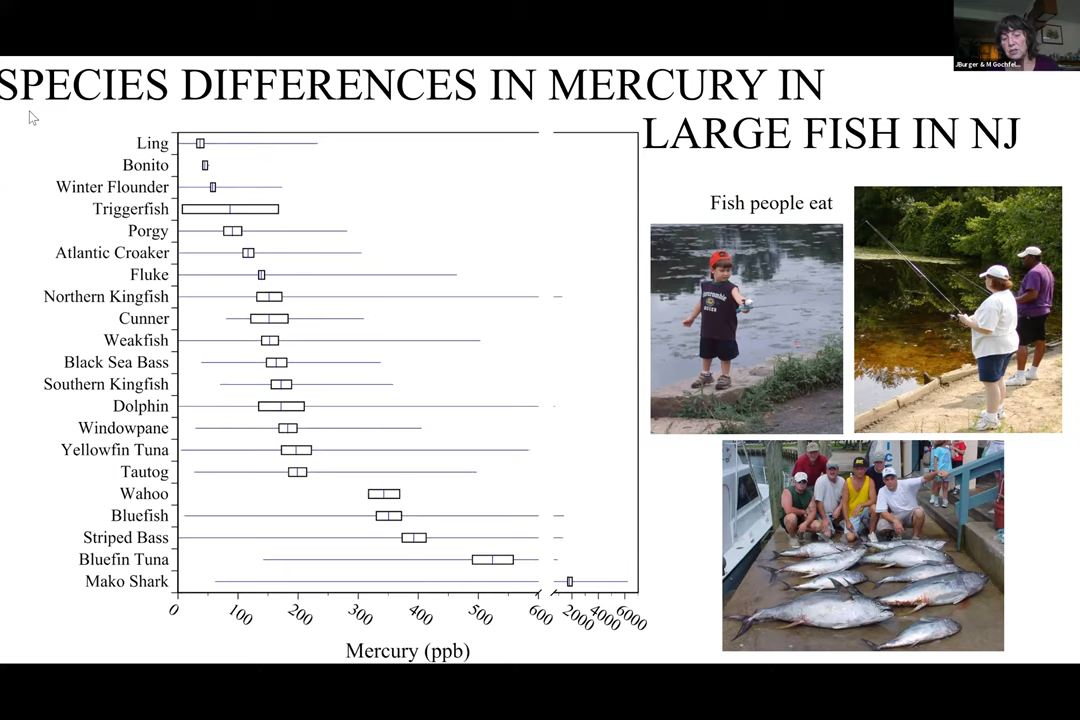 JBurger & M Gochfel...
SPECIES DIFFERENCES IN MERCURY IN
LARGE FISH IN NJ
Fish people eat
Ling
Bonito
Winter Flounder
Triggerfish
Porgy
Atlantic Croaker
Fluke
Northern Kingfish
Cunner
Weakfish
Black Sea Bass
Southern Kingfish
Dolphin
Windowpane
Yellowfin Tuna
Tautog
Wahoo
Bluefish
Striped Bass
Bluefin Tuna
Mako Shark
0 100 200 300 400 500 600 2000 4000 6000
Mercury (ppb)